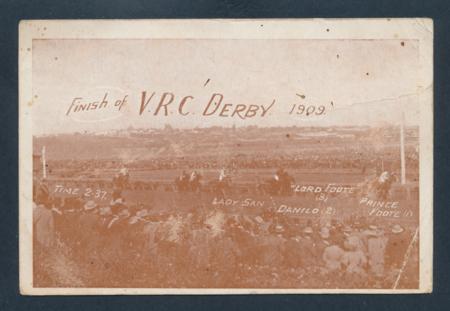 Finish of V.R.C. DERBY 1909.
TIME 2-37.
LADY SAN
DANILO (2)
"LORD FOOTE
(3)
PRINCE
FOOTE (1)